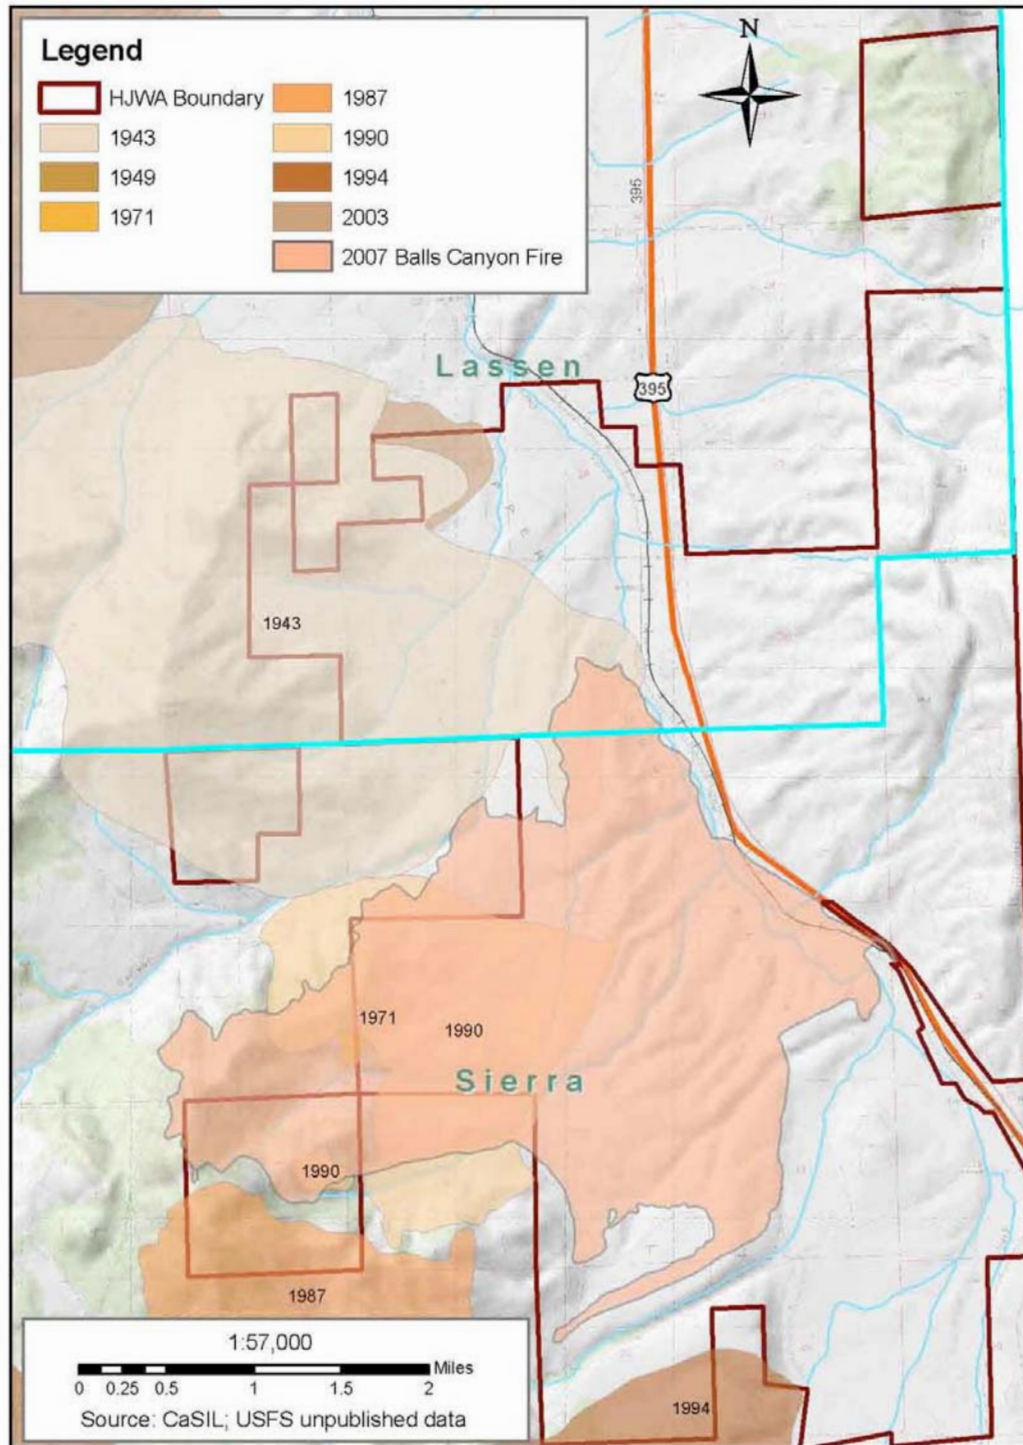 Legend
HJWA Boundary
1943
1949
1971
1987
1990
1994
2003
2007 Balls Canyon Fire
N
395
Lassen
395
1943
1971
1990
Sierra
1990
1987
1:57,000
0 0.25 0.5 1 1.5 2 Miles
Source: CaSIL; USFS unpublished data
1994